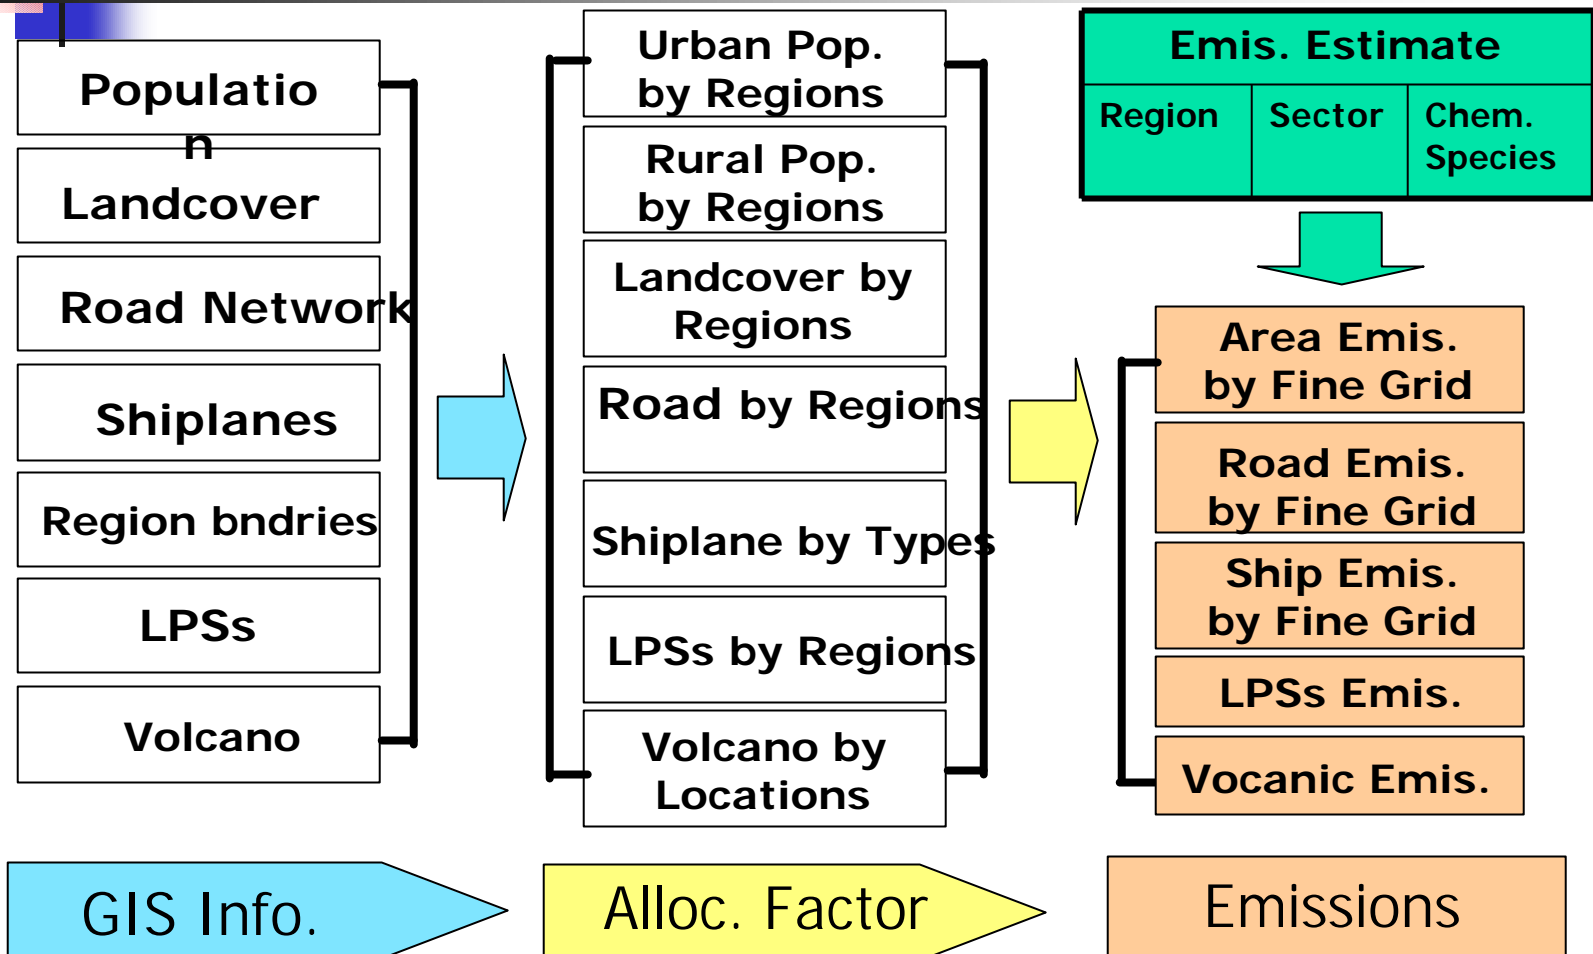 Populatio
n
Landcover
Road Network
Shiplanes
Region bndries
LPSs
Volcano
Urban Pop.
by Regions
Rural Pop.
by Regions
Landcover by
Regions
Road by Regions
Shiplane by Types
LPSs by Regions
Volcano by
Locations
Emis. Estimate
Region
Sector
Chem.
Species
Area Emis.
by Fine Grid
Road Emis.
by Fine Grid
Ship Emis.
by Fine Grid
LPSs Emis.
Vocanic Emis.
GIS Info.
Alloc. Factor
Emissions